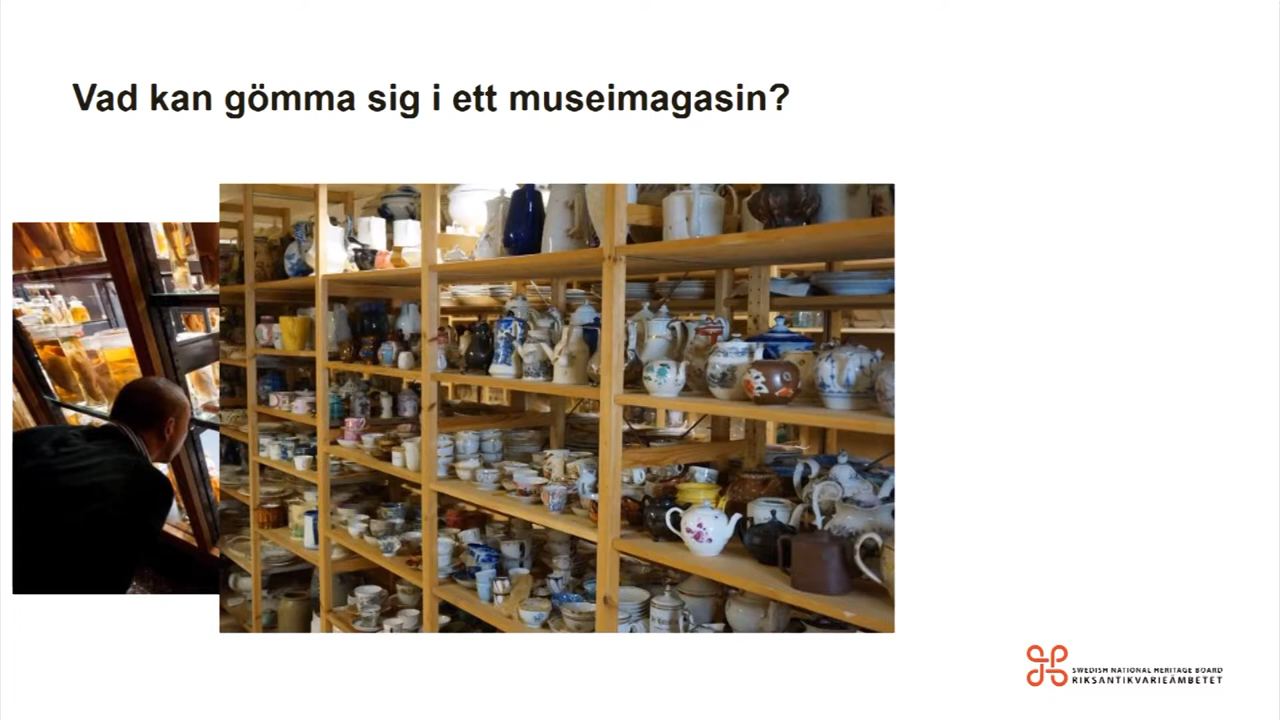 Vad kan gömma sig i ett museimagasin?
SWEDISH NATIONAL HERITAGE BOARD
RIKSANTIKVARIEÄMBETET